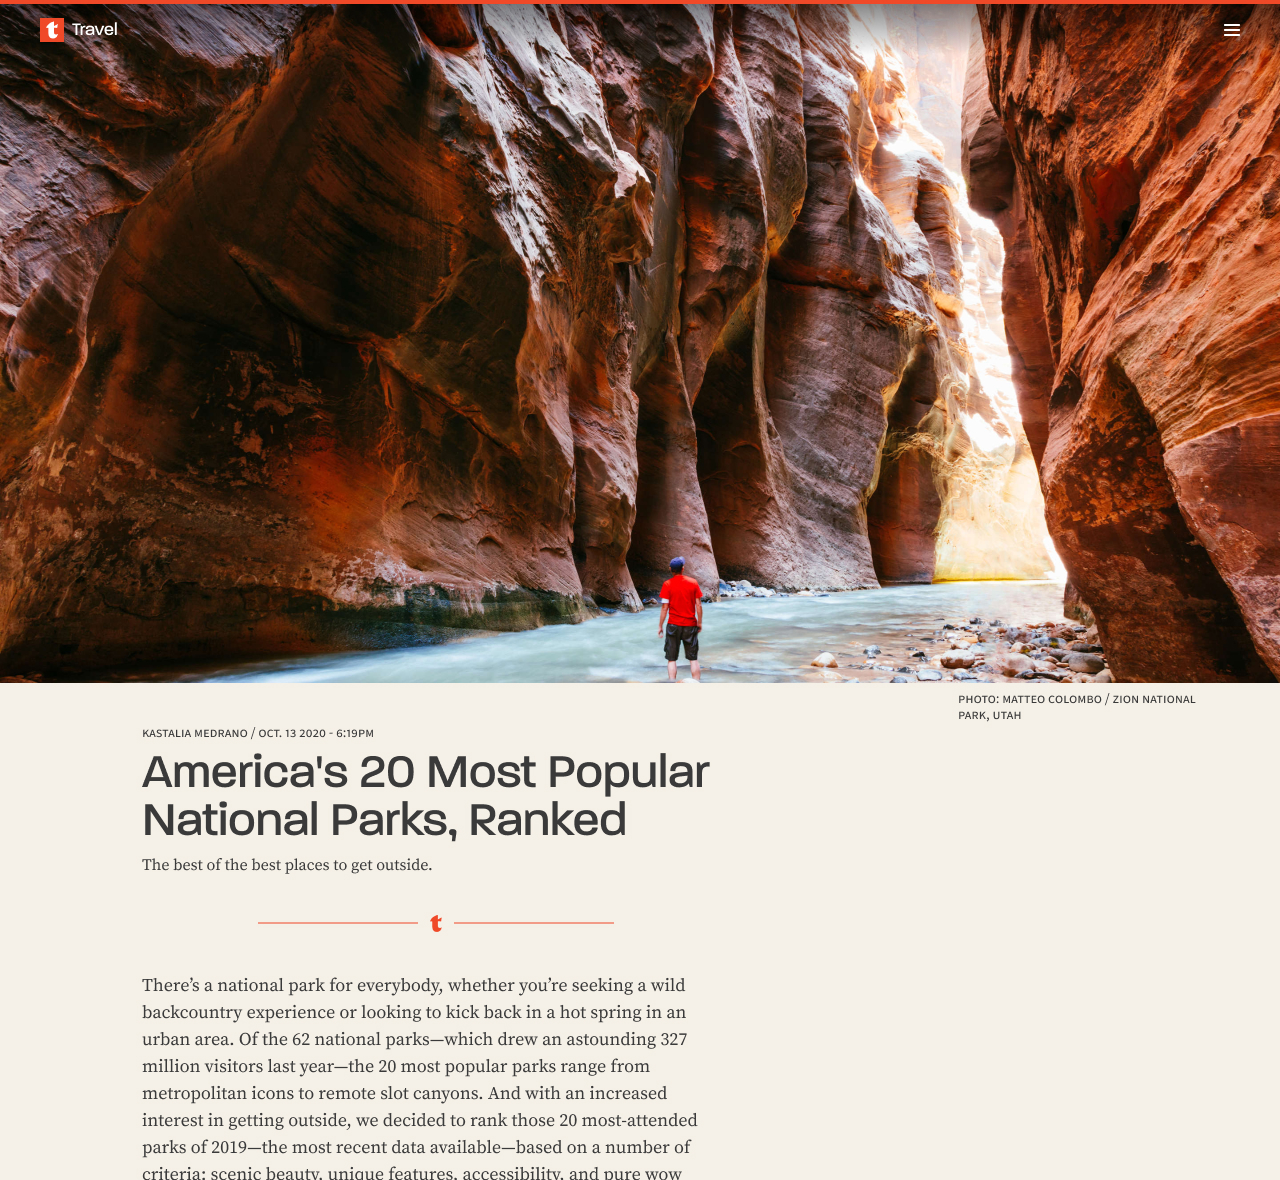 Travel
PHOTO: MATTEO COLOMBO / ZION NATIONAL
PARK, UTAH
KASTALIA MEDRANO / OCT. 13 2020 - 6:19PM
America's 20 Most Popular
National Parks, Ranked
The best of the best places to get outside.
t
There’s a national park for everybody, whether you’re seeking a wild
backcountry experience or looking to kick back in a hot spring in an
urban area. Of the 62 national parks—which drew an astounding 327
million visitors last year—the 20 most popular parks range from
metropolitan icons to remote slot canyons. And with an increased
interest in getting outside, we decided to rank those 20 most-attended
parks of 2019—the most recent data available—based on a number of
criteria: scenic beauty, unique features, accessibility, and pure wow